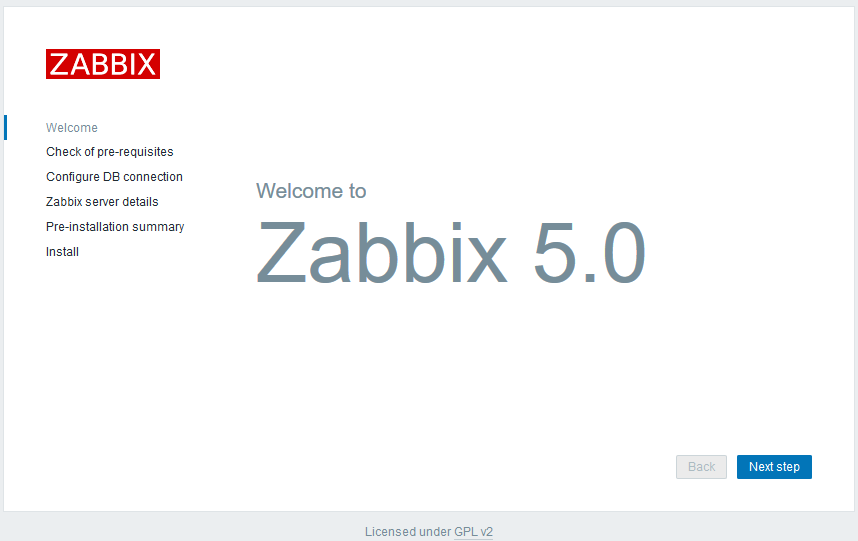 ZABBIX
Welcome
Check of pre-requisites
Configure DB connection
Zabbix server details
Pre-installation summary
Install
Welcome to
Zabbix 5.0
Back
Next step
Licensed under GPL v2